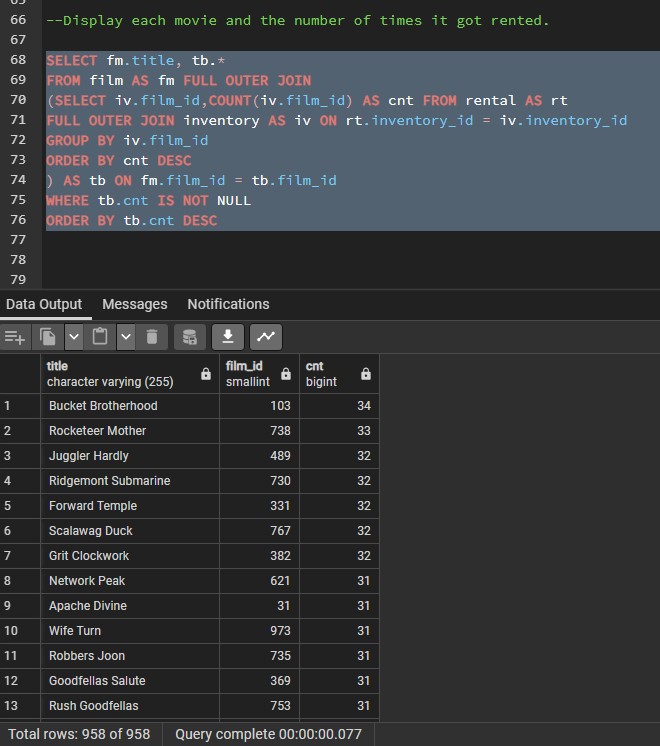 65
66 --Display each movie and the number of times it got rented.
67
68 SELECT fm.title, tb.*
69 FROM film AS fm FULL OUTER JOIN
70 (SELECT iv.film_id,COUNT(iv.film_id) AS cnt FROM rental AS rt
71 FULL OUTER JOIN inventory AS iv ON rt.inventory_id = iv.inventory_id
72 GROUP BY iv.film_id
73 ORDER BY cnt DESC
74 ) AS tb ON fm.film_id = tb.film_id
75 WHERE tb.cnt IS NOT NULL
76 ORDER BY tb.cnt DESC
77
78
79
Data Output Messages Notifications
title film_id cnt
character varying (255) smallint bigint
1 Bucket Brotherhood 103 34
2 Rocketeer Mother 738 33
3 Juggler Hardly 489 32
4 Ridgemont Submarine 730 32
5 Forward Temple 331 32
6 Scalawag Duck 767 32
7 Grit Clockwork 382 32
8 Network Peak 621 31
9 Apache Divine 31 31
10 Wife Turn 973 31
11 Robbers Joon 735 31
12 Goodfellas Salute 369 31
13 Rush Goodfellas 753 31
Total rows: 958 of 958 Query complete 00:00:00.077